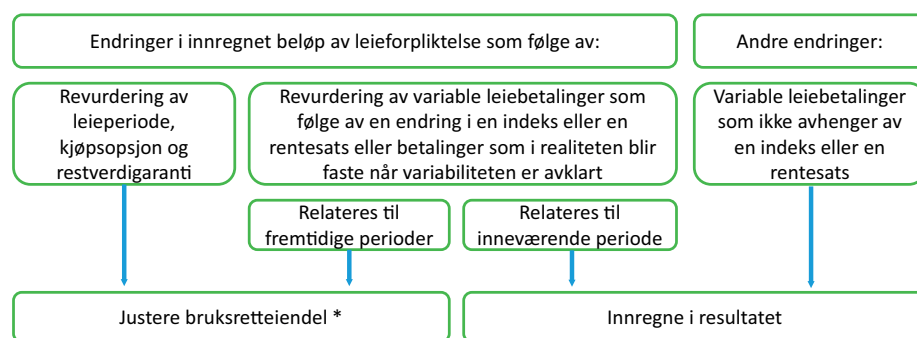 Endringer i innregnet beløp av leieforpliktelse som følge av:
Andre endringer:
Revurdering av
leieperiode,
kjøpsopsjon og
restverdigaranti
Revurdering av variable leiebetalinger som
følge av en endring i en indeks eller en
rentesats eller betalinger som i realiteten blir
faste når variabiliteten er avklart
Variable leiebetalinger
som ikke avhenger av
en indeks eller en
rentesats
Relateres til
fremtidige perioder
Relateres til
inneværende periode
Justere bruksretteiendel *
Innregne i resultatet